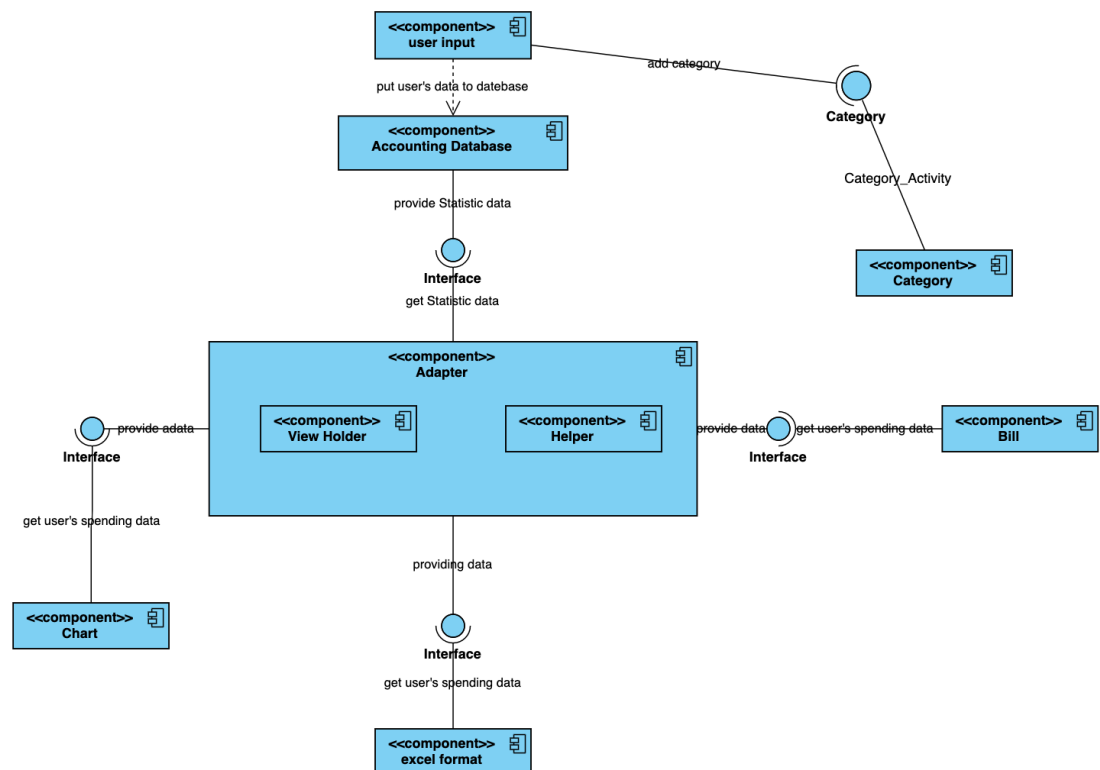 <<component>>
user input
add category
put user's data to datebase
Category
<<component>>
Accounting Database
Category_Activity
provide Statistic data
<<component>>
Category
Interface
get Statistic data
<<component>>
Adapter
<<component>>
View Holder
<<component>>
Helper
provide adata
Interface
provide data
Interface
get user's spending data
<<component>>
Bill
get user's spending data
providing data
<<component>>
Chart
Interface
get user's spending data
<<component>>
excel format